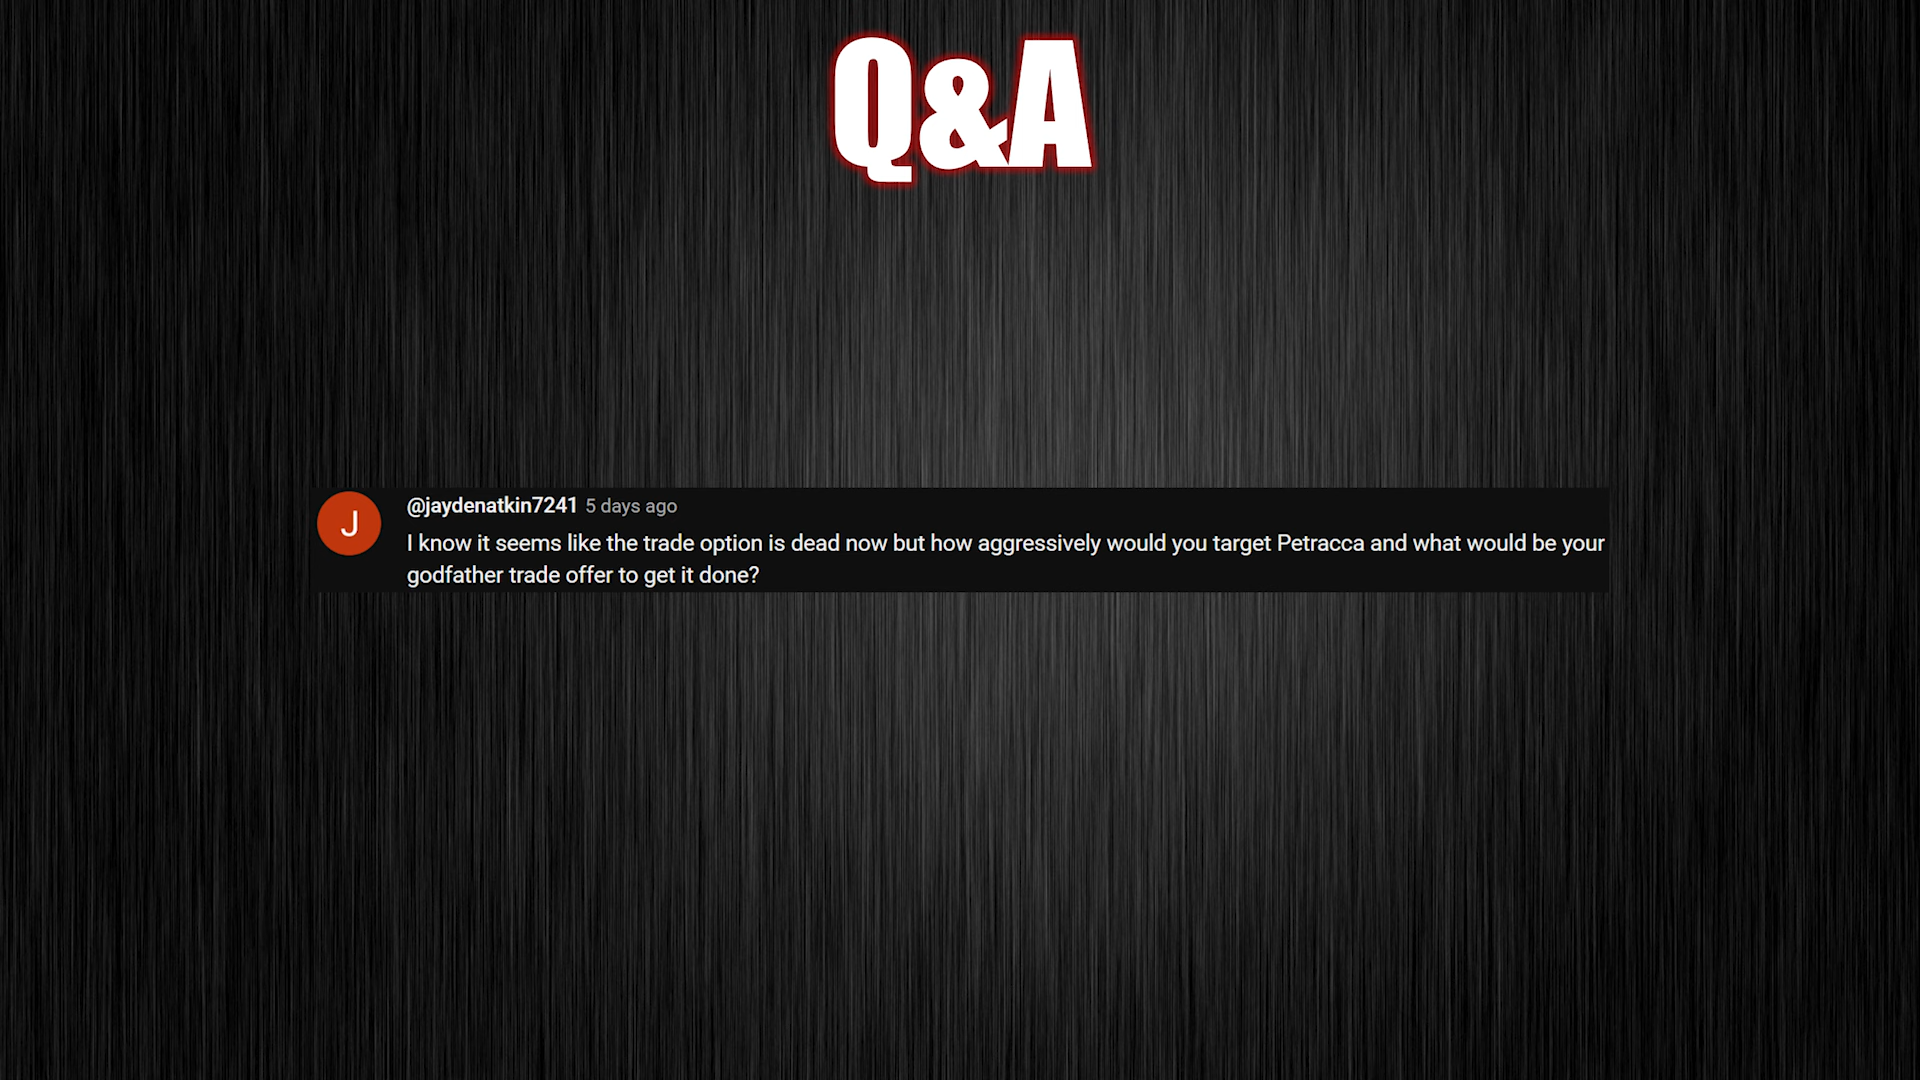 Q&A
J
@jaydenatkin7241 5 days ago
I know it seems like the trade option is dead now but how aggressively would you target Petracca and what would be your
godfather trade offer to get it done?